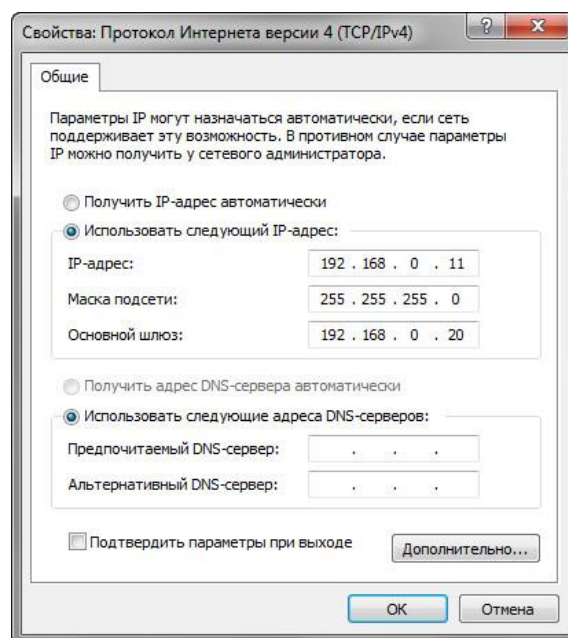 Свойства: Протокол Интернета версии 4 (TCP/IPv4)
Общие
Параметры IP могут назначаться автоматически, если сеть
поддерживает эту возможность. В противном случае параметры
IP можно получить у сетевого администратора.
Получить IP-адрес автоматически
Использовать следующий IP-адрес:
IP-адрес: 192 . 168 . 0 . 11
Маска подсети: 255 . 255 . 255 . 0
Основной шлюз: 192 . 168 . 0 . 20
Получить адрес DNS-сервера автоматически
Использовать следующие адреса DNS-серверов:
Предпочитаемый DNS-сервер: . . .
Альтернативный DNS-сервер: . . .
Подтвердить параметры при выходе
Дополнительно...
ОК Отмена